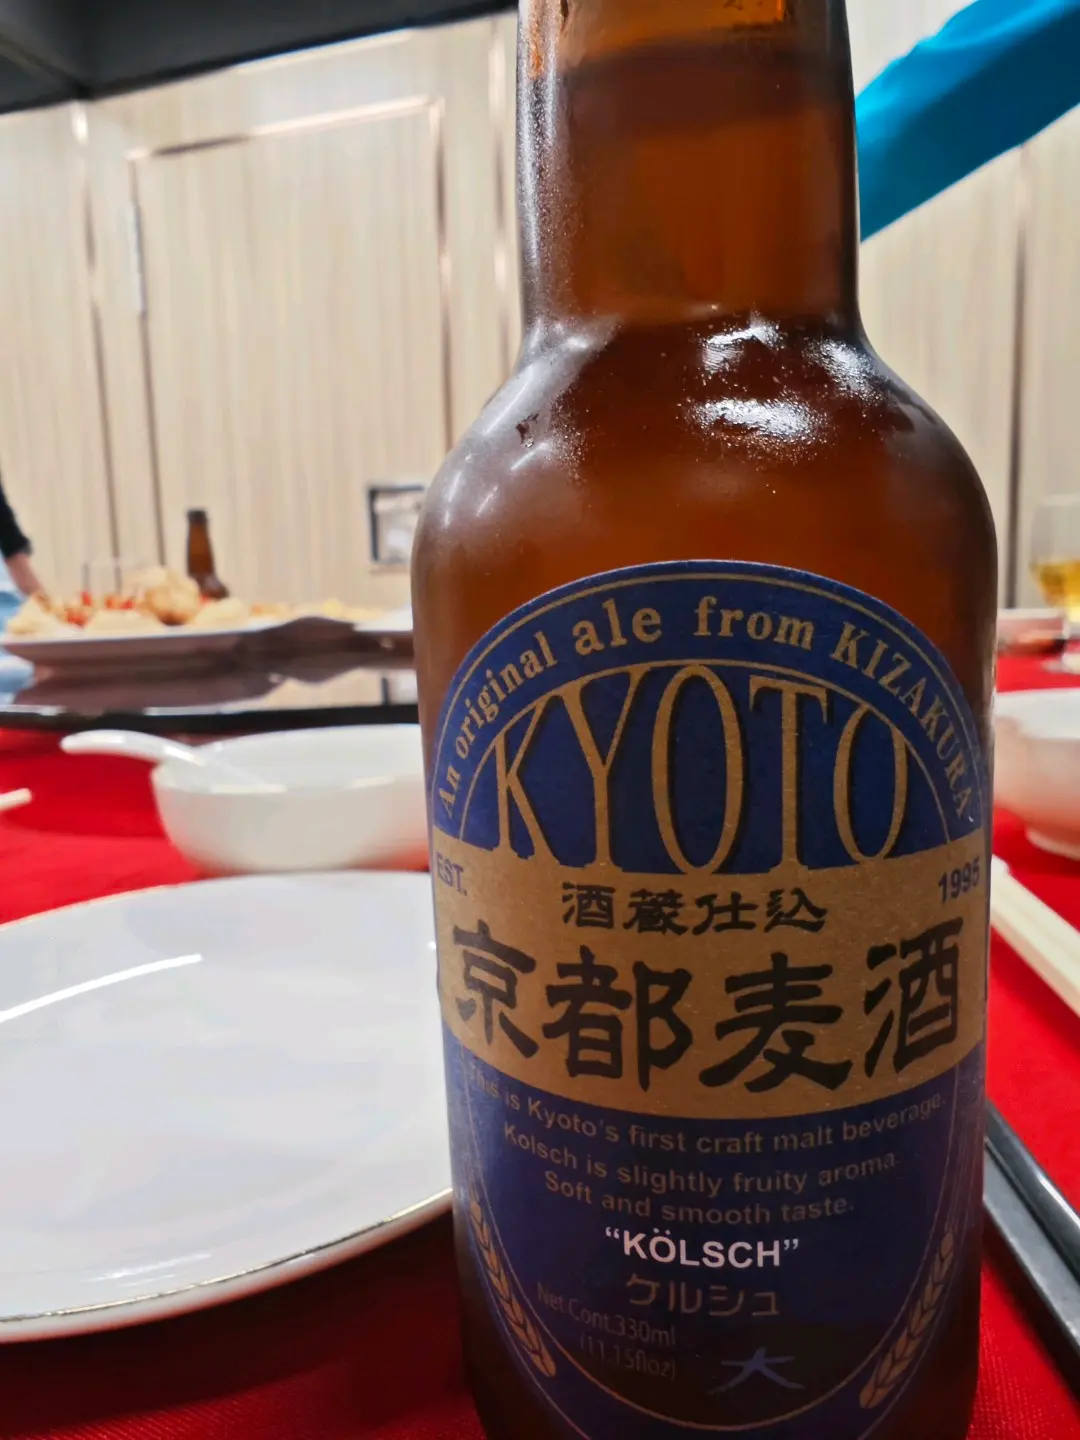 An original ale from KIZAKURA
KYOTO
EST. 1995
酒蔵仕込
京都麦酒
This is Kyoto's first craft malt beverage.
Kolsch is slightly fruity aroma.
Soft and smooth taste.
“KÖLSCH”
ケルシュ
Net.Cont.330ml
(11.15floz)
大